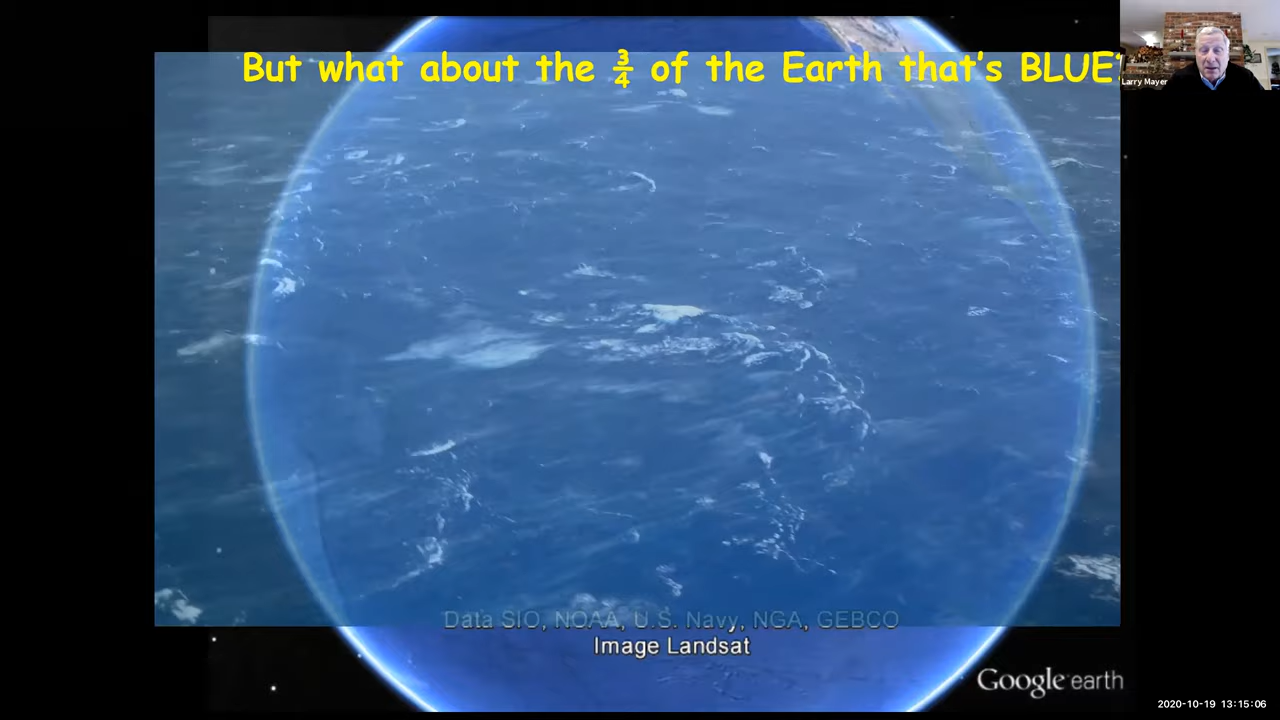 But what about the ¾ of the Earth that's BLUE?
Larry Mayer
Data SIO, NOAA, U.S. Navy, NGA, GEBCO
Image Landsat
Google earth
2020-10-19 13:15:06